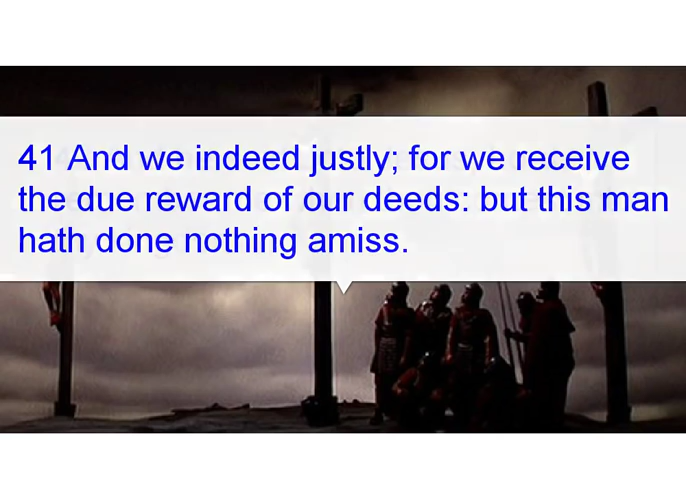 41 And we indeed justly; for we receive
the due reward of our deeds: but this man
hath done nothing amiss.